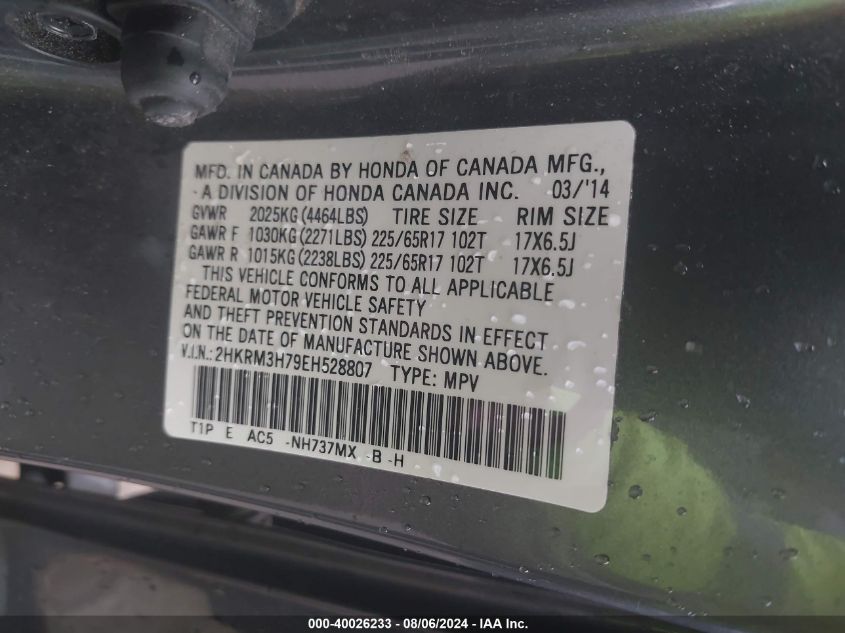 MFD. IN CANADA BY HONDA OF CANADA MFG.,
-A DIVISION OF HONDA CANADA INC. 03/'14
GVWR 2025KG(4464LBS) TIRE SIZE RIM SIZE
GAWR F 1030KG(2271LBS) 225/65R17 102T 17X6.5J
GAWR R 1015KG(2238LBS) 225/65R17 102T 17X6.5J
THIS VEHICLE CONFORMS TO ALL APPLICABLE
FEDERAL MOTOR VEHICLE SAFETY
AND THEFT PREVENTION STANDARDS IN EFFECT
ON THE DATE OF MANUFACTURE SHOWN ABOVE.
V.I.N.: 2HKRM3H79EH528807 TYPE: MPV
T1P E AC5 -NH737MX -B -H
000-40026233 - 08/06/2024 - IAA Inc.